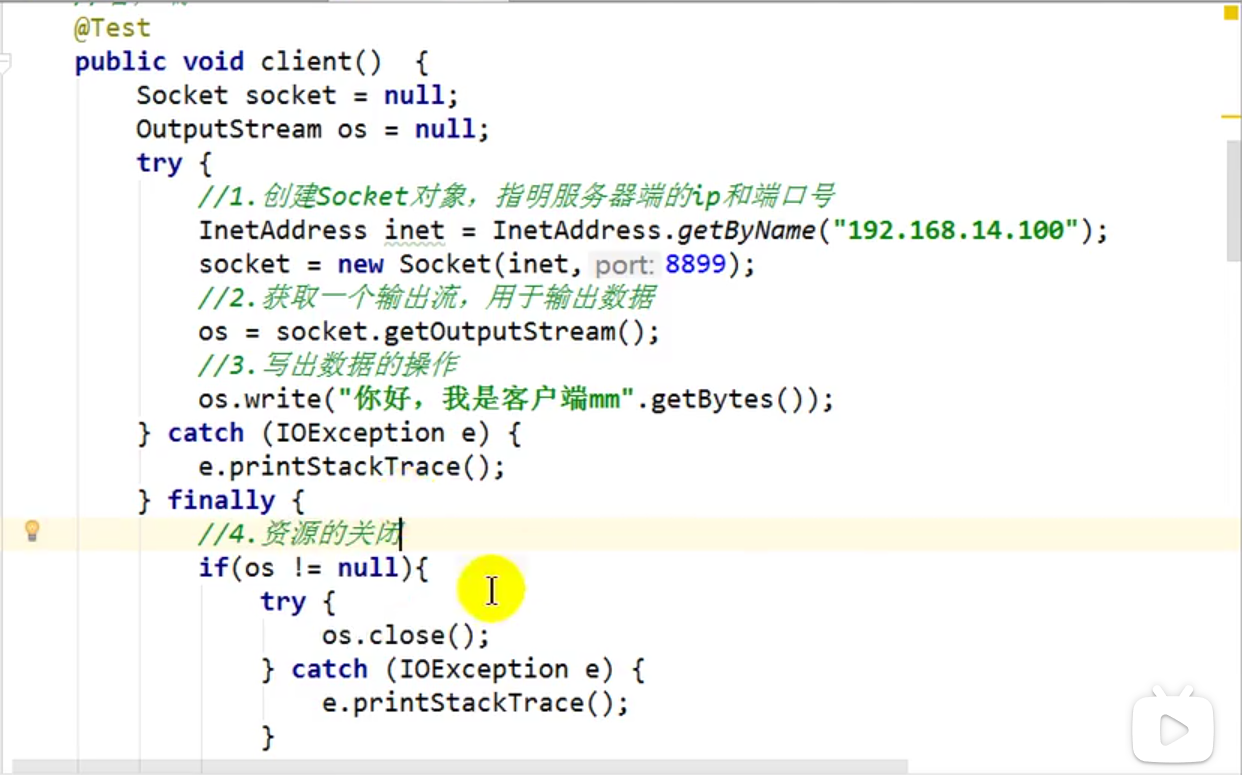 @Test
public void client() {
Socket socket = null;
OutputStream os = null;
try {
//1.创建Socket对象，指明服务器端的ip和端口号
InetAddress inet = InetAddress.getByName("192.168.14.100");
socket = new Socket(inet, port: 8899);
//2.获取一个输出流，用于输出数据
os = socket.getOutputStream();
//3.写出数据的操作
os.write("你好，我是客户端mm".getBytes());
} catch (IOException e) {
e.printStackTrace();
} finally {
//4.资源的关闭
if(os != null){
try {
os.close();
} catch (IOException e) {
e.printStackTrace();
}